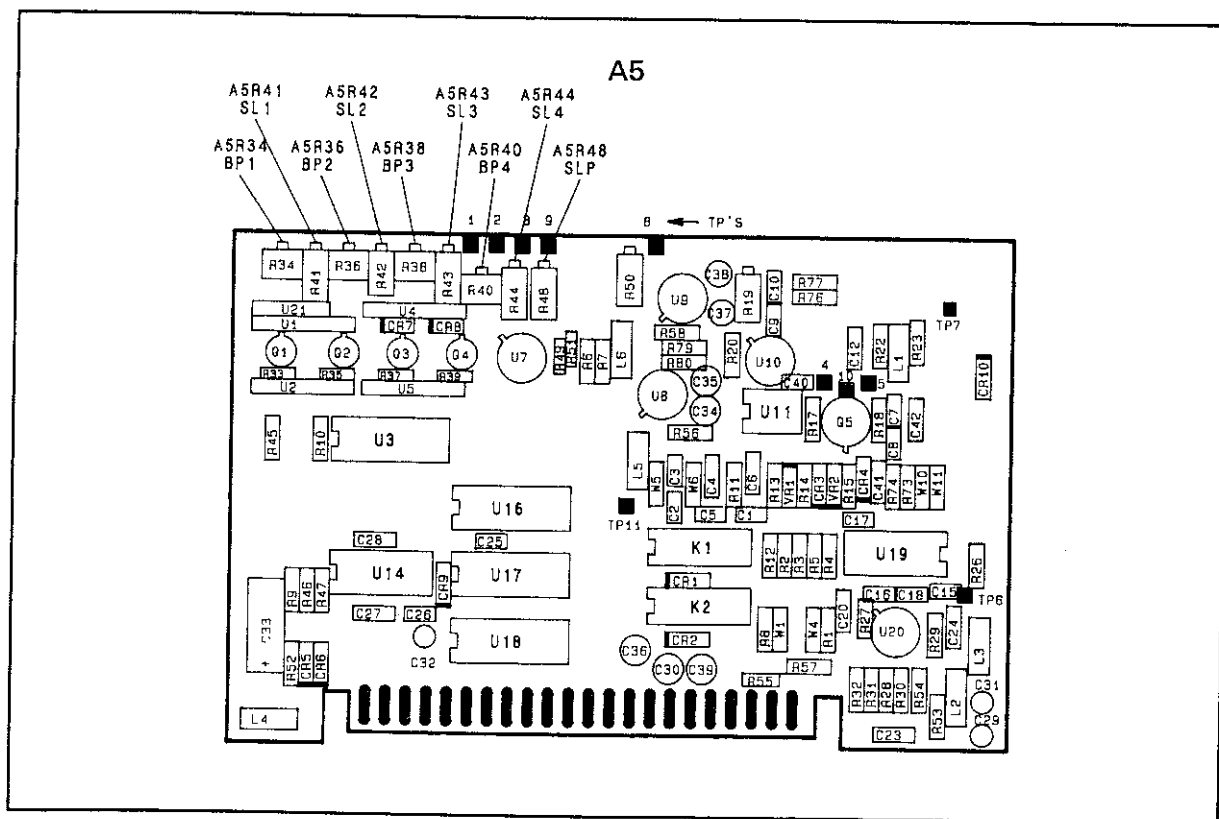 A5
A5R41
SL1
A5R42
SL2
A5R43
SL3
A5R44
SL4
A5R34
BP1
A5R36
BP2
A5R38
BP3
A5R40
BP4
A5R48
SLP
1 2 8 9 8 ← TP'S
R34 R41 R36 R42 R38 R43 R40 R44 R48 R50
C38 R19 C10 R77
R76
U9 C37 C9
TP7
U21 U4
U1 CR7 CR8
Q1 Q2 Q3 Q4 U7 R49 R51 R6 R7 L6
R58
R79
R80
R20 U10 C12 R22 L1 R23
CR10
R33 R35 R37 R39
U2 U5
U8 C35 C40 4 10 5
C34 U11 R17 Q5 R18 C7 C42
C8
R56
R45 R10 U3
L5 W5 C3 W6 C4 R11 C6 R13 VR1 R14 CR3 VR2 R15 CR4 C41 R74 R73 W10 W11
C2 C5 C1 C17
TP11
U16
C28 C25
K1 R12 R2 R3 R5 R4 U19 R26
U14 CR9 U17 CR1
R9 R46 R47
K2 C16 C18 C15 TP6
C33 + C27 C26 C20 R27 U20 R29 C24 L3
C32 U18 CR2 R8 W1 W4 R1
R52 CR5 CR6
C36 C30 C39 R57
R55
R32 R31 R28 R30 R54 L2 C31
R53 C29
L4 C23